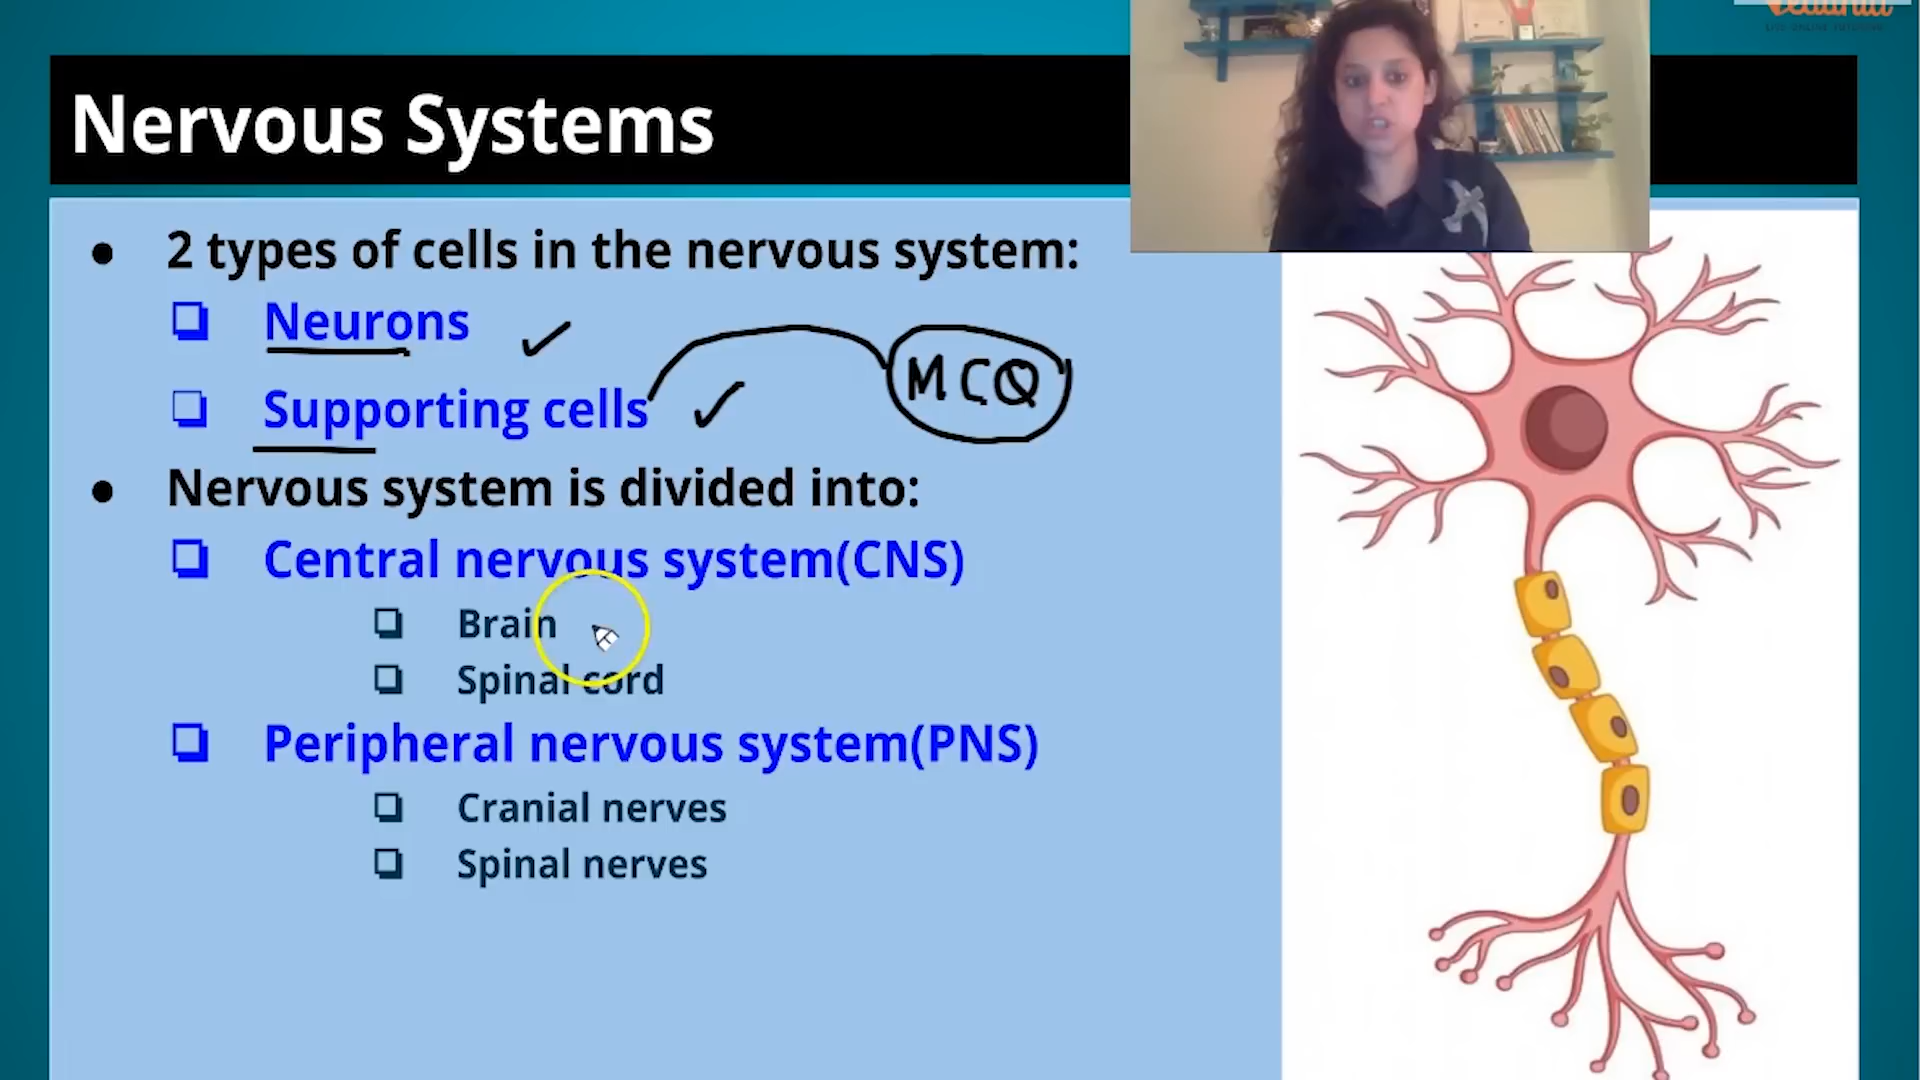 Nervous Systems
2 types of cells in the nervous system:
Neurons
Supporting cells
MCQ
Nervous system is divided into:
Central nervous system(CNS)
Brain
Spinal cord
Peripheral nervous system(PNS)
Cranial nerves
Spinal nerves